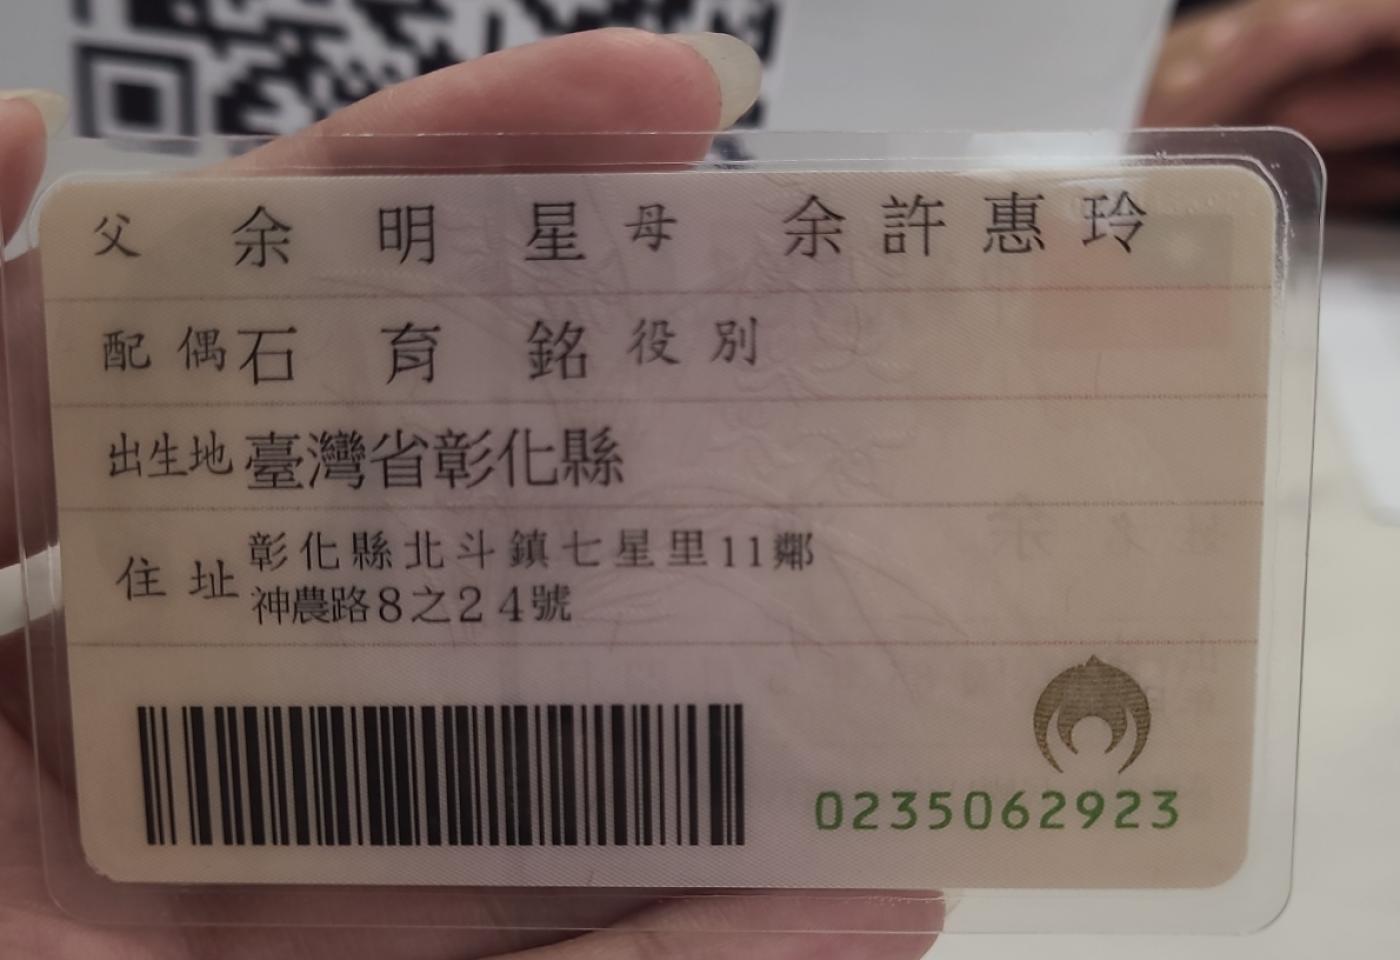 父 余明星 母 余許惠玲
配偶 石育銘 役別
出生地 臺灣省彰化縣
住址 彰化縣北斗鎮七星里11鄰
神農路8之24號
0235062923